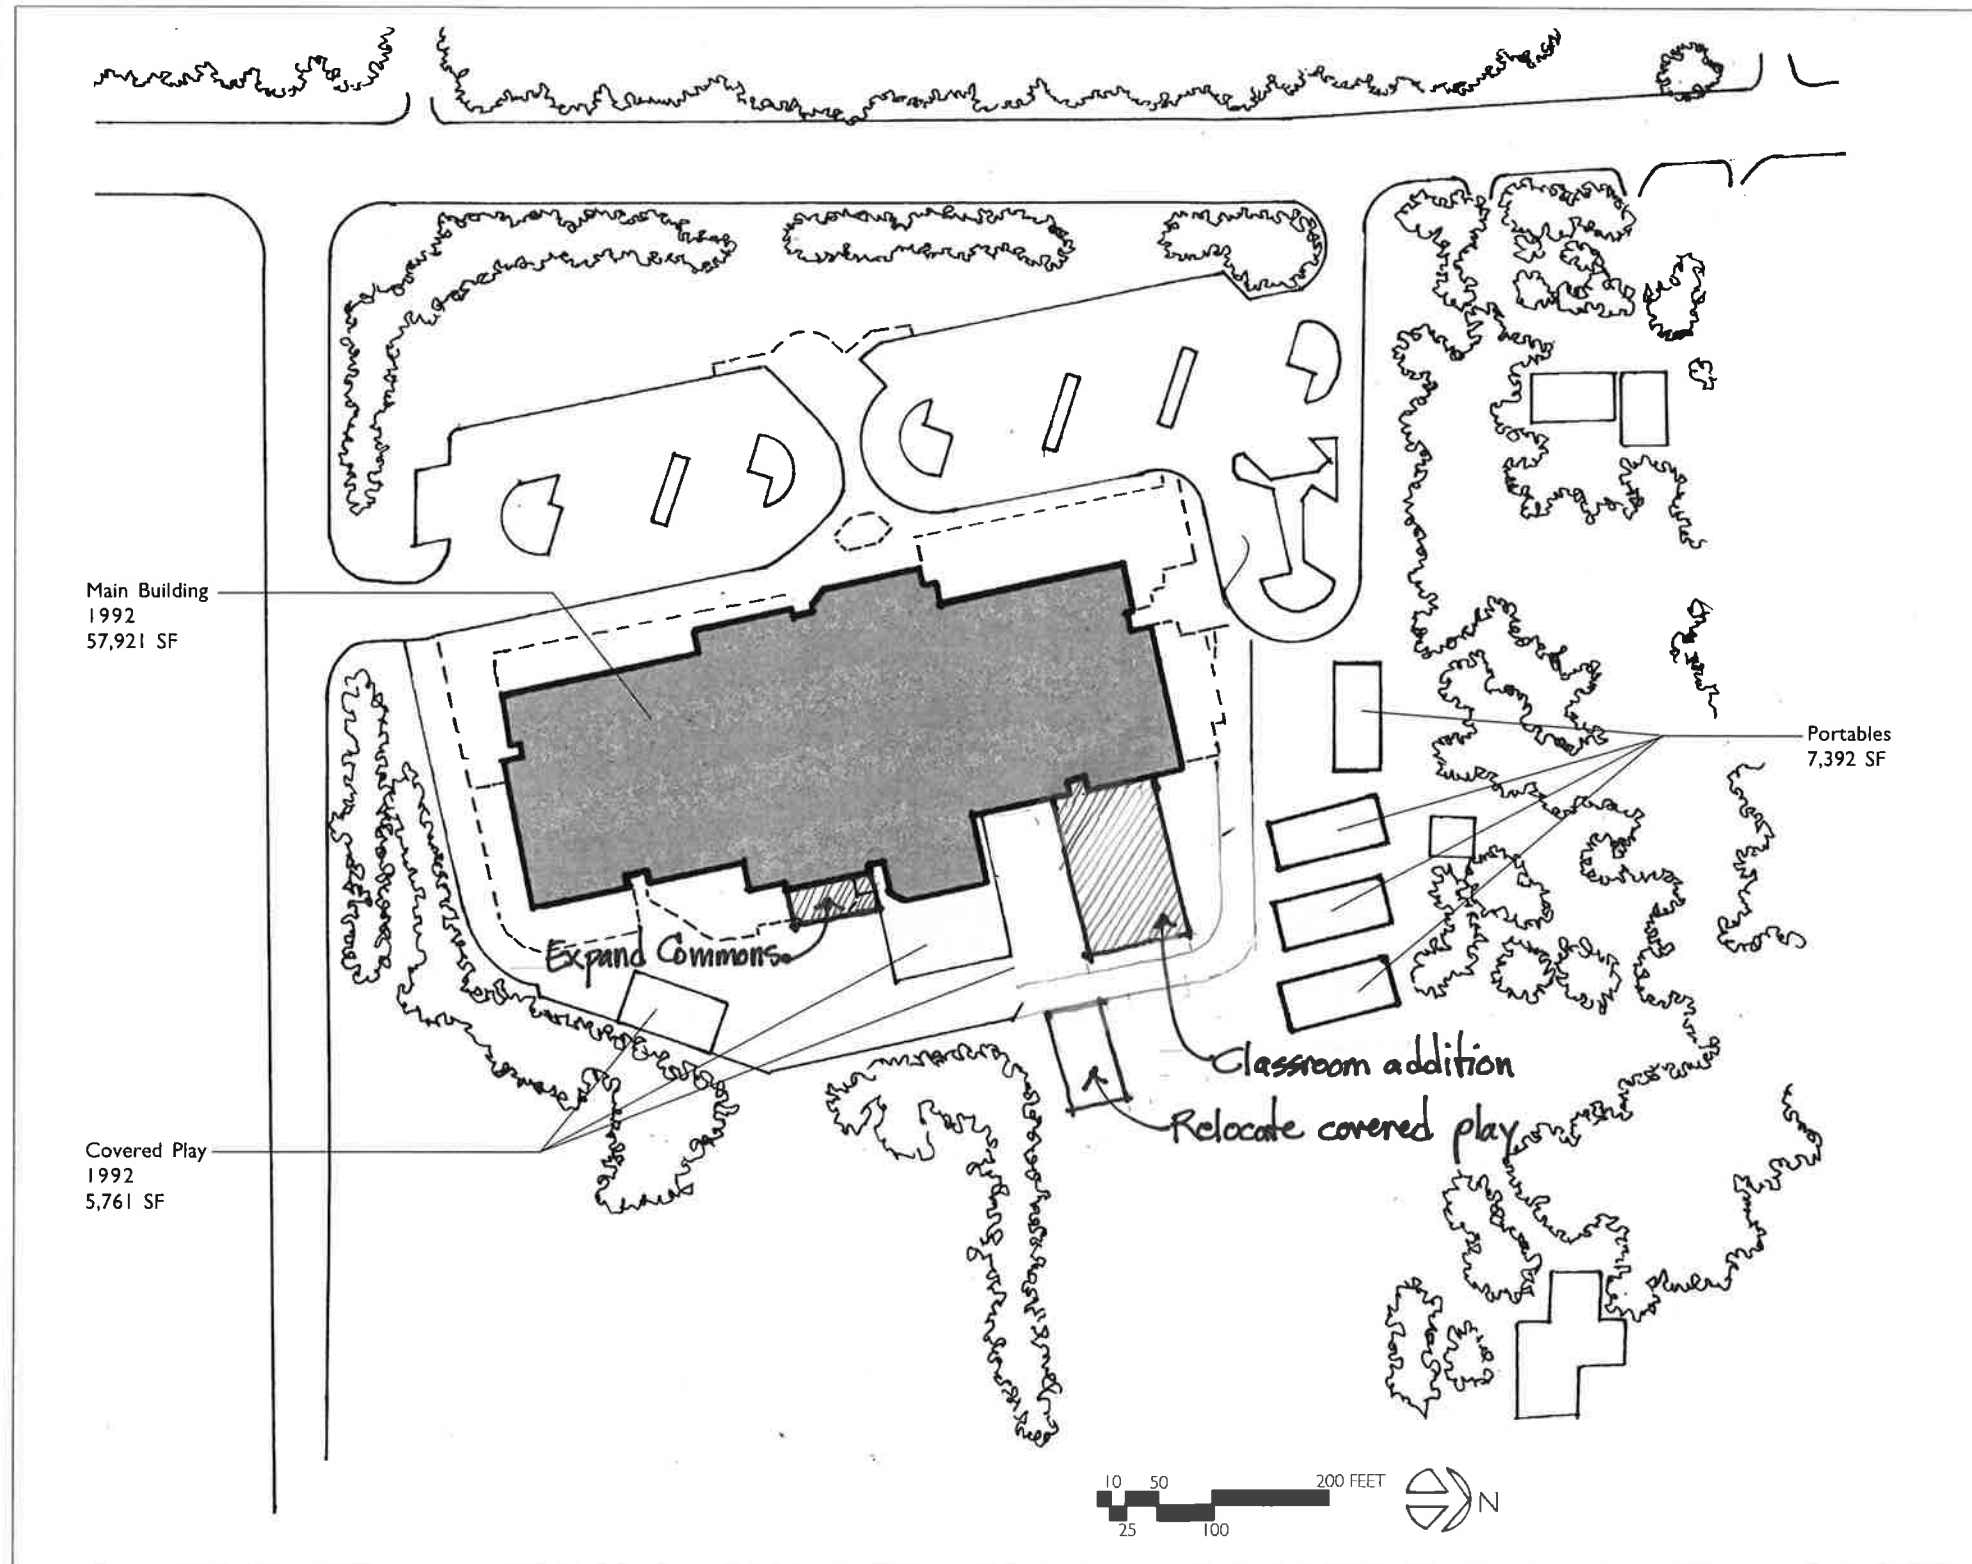 Main Building
1992
57,921 SF
Portables
7,392 SF
Expand Commons
Classroom addition
Relocate covered play
Covered Play
1992
5,761 SF
10 50 200 FEET
25 100
N